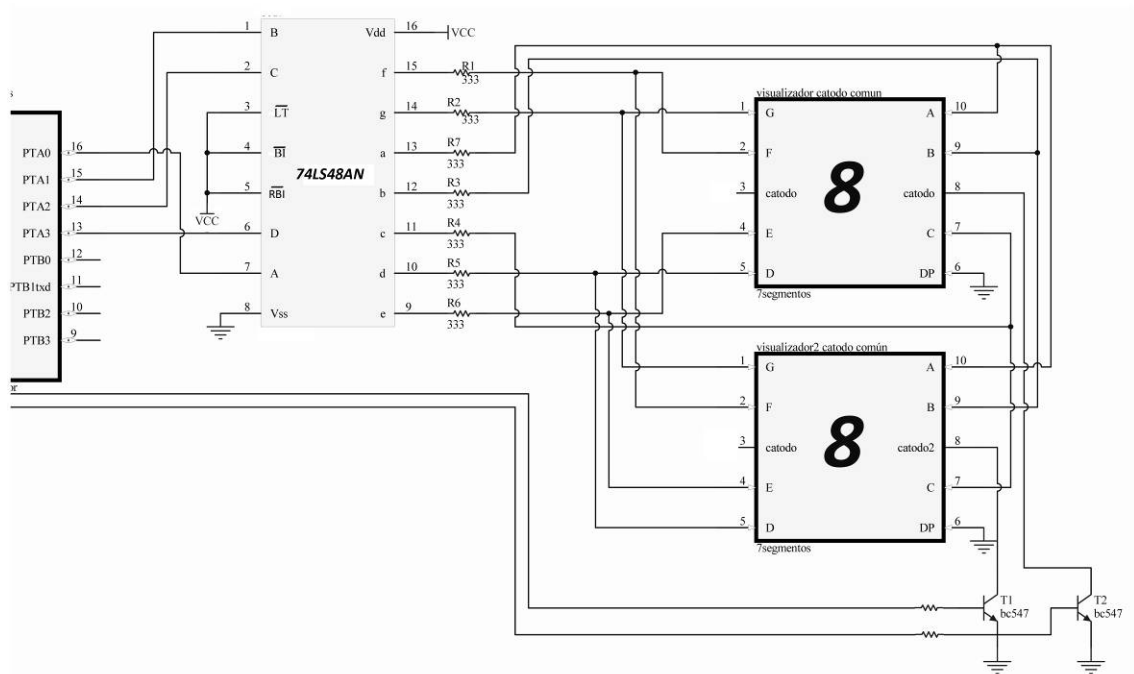 1 B Vdd 16 VCC
2 C f 15 R1 333
3 LT g 14 R2 333
4 BI a 13 R7 333
5 RBI b 12 R3 333
6 D c 11 R4 333
7 A d 10 R5 333
8 Vss e 9 R6 333
74LS48AN
VCC
PTA0 16
PTA1 15
PTA2 14
PTA3 13
PTB0 12
PTB1txd 11
PTB2 10
PTB3 9
visualizador catodo comun
1 G A 10
2 F B 9
3 catodo catodo 8
4 E C 7
5 D DP 6
8
7segmentos
visualizador2 catodo común
1 G A 10
2 F B 9
3 catodo catodo2 8
4 E C 7
5 D DP 6
8
7segmentos
T1
bc547
T2
bc547